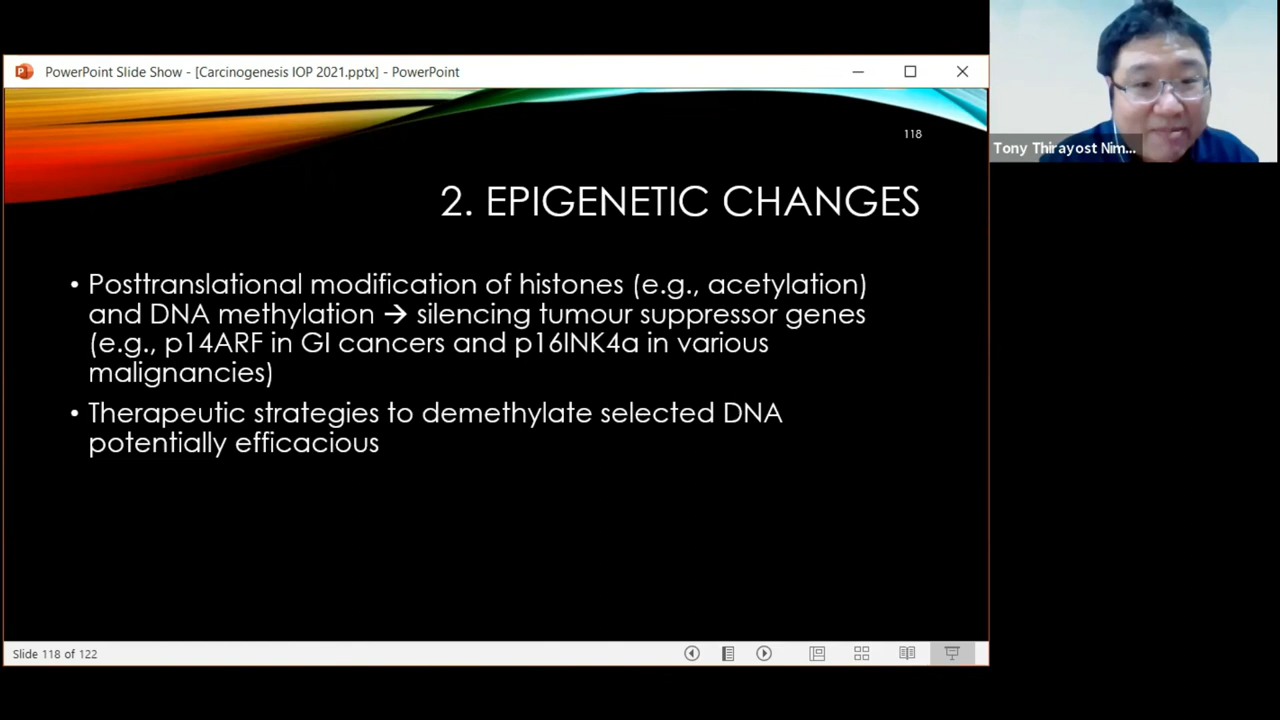 PowerPoint Slide Show - [Carcinogenesis IOP 2021.pptx] - PowerPoint
Tony Thirayost Nim...
118
2. EPIGENETIC CHANGES
• Posttranslational modification of histones (e.g., acetylation)
and DNA methylation → silencing tumour suppressor genes
(e.g., p14ARF in GI cancers and p16INK4a in various
malignancies)
• Therapeutic strategies to demethylate selected DNA
potentially efficacious
Slide 118 of 122